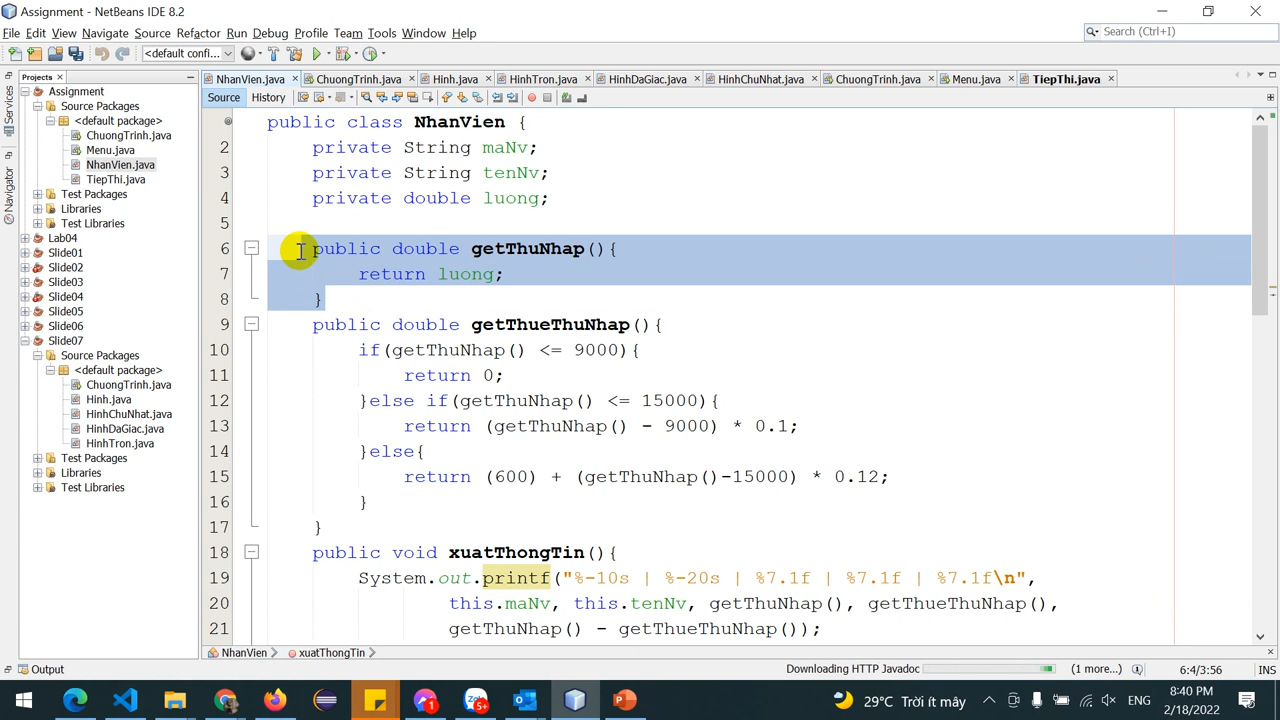 Assignment - NetBeans IDE 8.2
File Edit View Navigate Source Refactor Run Debug Profile Team Tools Window Help
Search (Ctrl+I)
<default confi...
Projects
NhanVien.java ChuongTrinh.java Hinh.java HinhTron.java HinhDaGiac.java HinhChuNhat.java ChuongTrinh.java Menu.java TiepThi.java
Source History
Services
Navigator
Assignment
Source Packages
<default package>
ChuongTrinh.java
Menu.java
NhanVien.java
TiepThi.java
Test Packages
Libraries
Test Libraries
Lab04
Slide01
Slide02
Slide03
Slide04
Slide05
Slide06
Slide07
Source Packages
<default package>
ChuongTrinh.java
Hinh.java
HinhChuNhat.java
HinhDaGiac.java
HinhTron.java
Test Packages
Libraries
Test Libraries
public class NhanVien {
2 private String maNv;
3 private String tenNv;
4 private double luong;
5
6 public double getThuNhap(){
7 return luong;
8 }
9 public double getThueThuNhap(){
10 if(getThuNhap() <= 9000){
11 return 0;
12 }else if(getThuNhap() <= 15000){
13 return (getThuNhap() - 9000) * 0.1;
14 }else{
15 return (600) + (getThuNhap()-15000) * 0.12;
16 }
17 }
18 public void xuatThongTin(){
19 System.out.printf("%-10s | %-20s | %7.1f | %7.1f | %7.1f\n",
20 this.maNv, this.tenNv, getThuNhap(), getThueThuNhap(),
21 getThuNhap() - getThueThuNhap());
NhanVien xuatThongTin
Output
Downloading HTTP Javadoc (1 more...) 6:4/3:56 INS
1
5+
29°C Trời ít mây
ENG
8:40 PM
2/18/2022